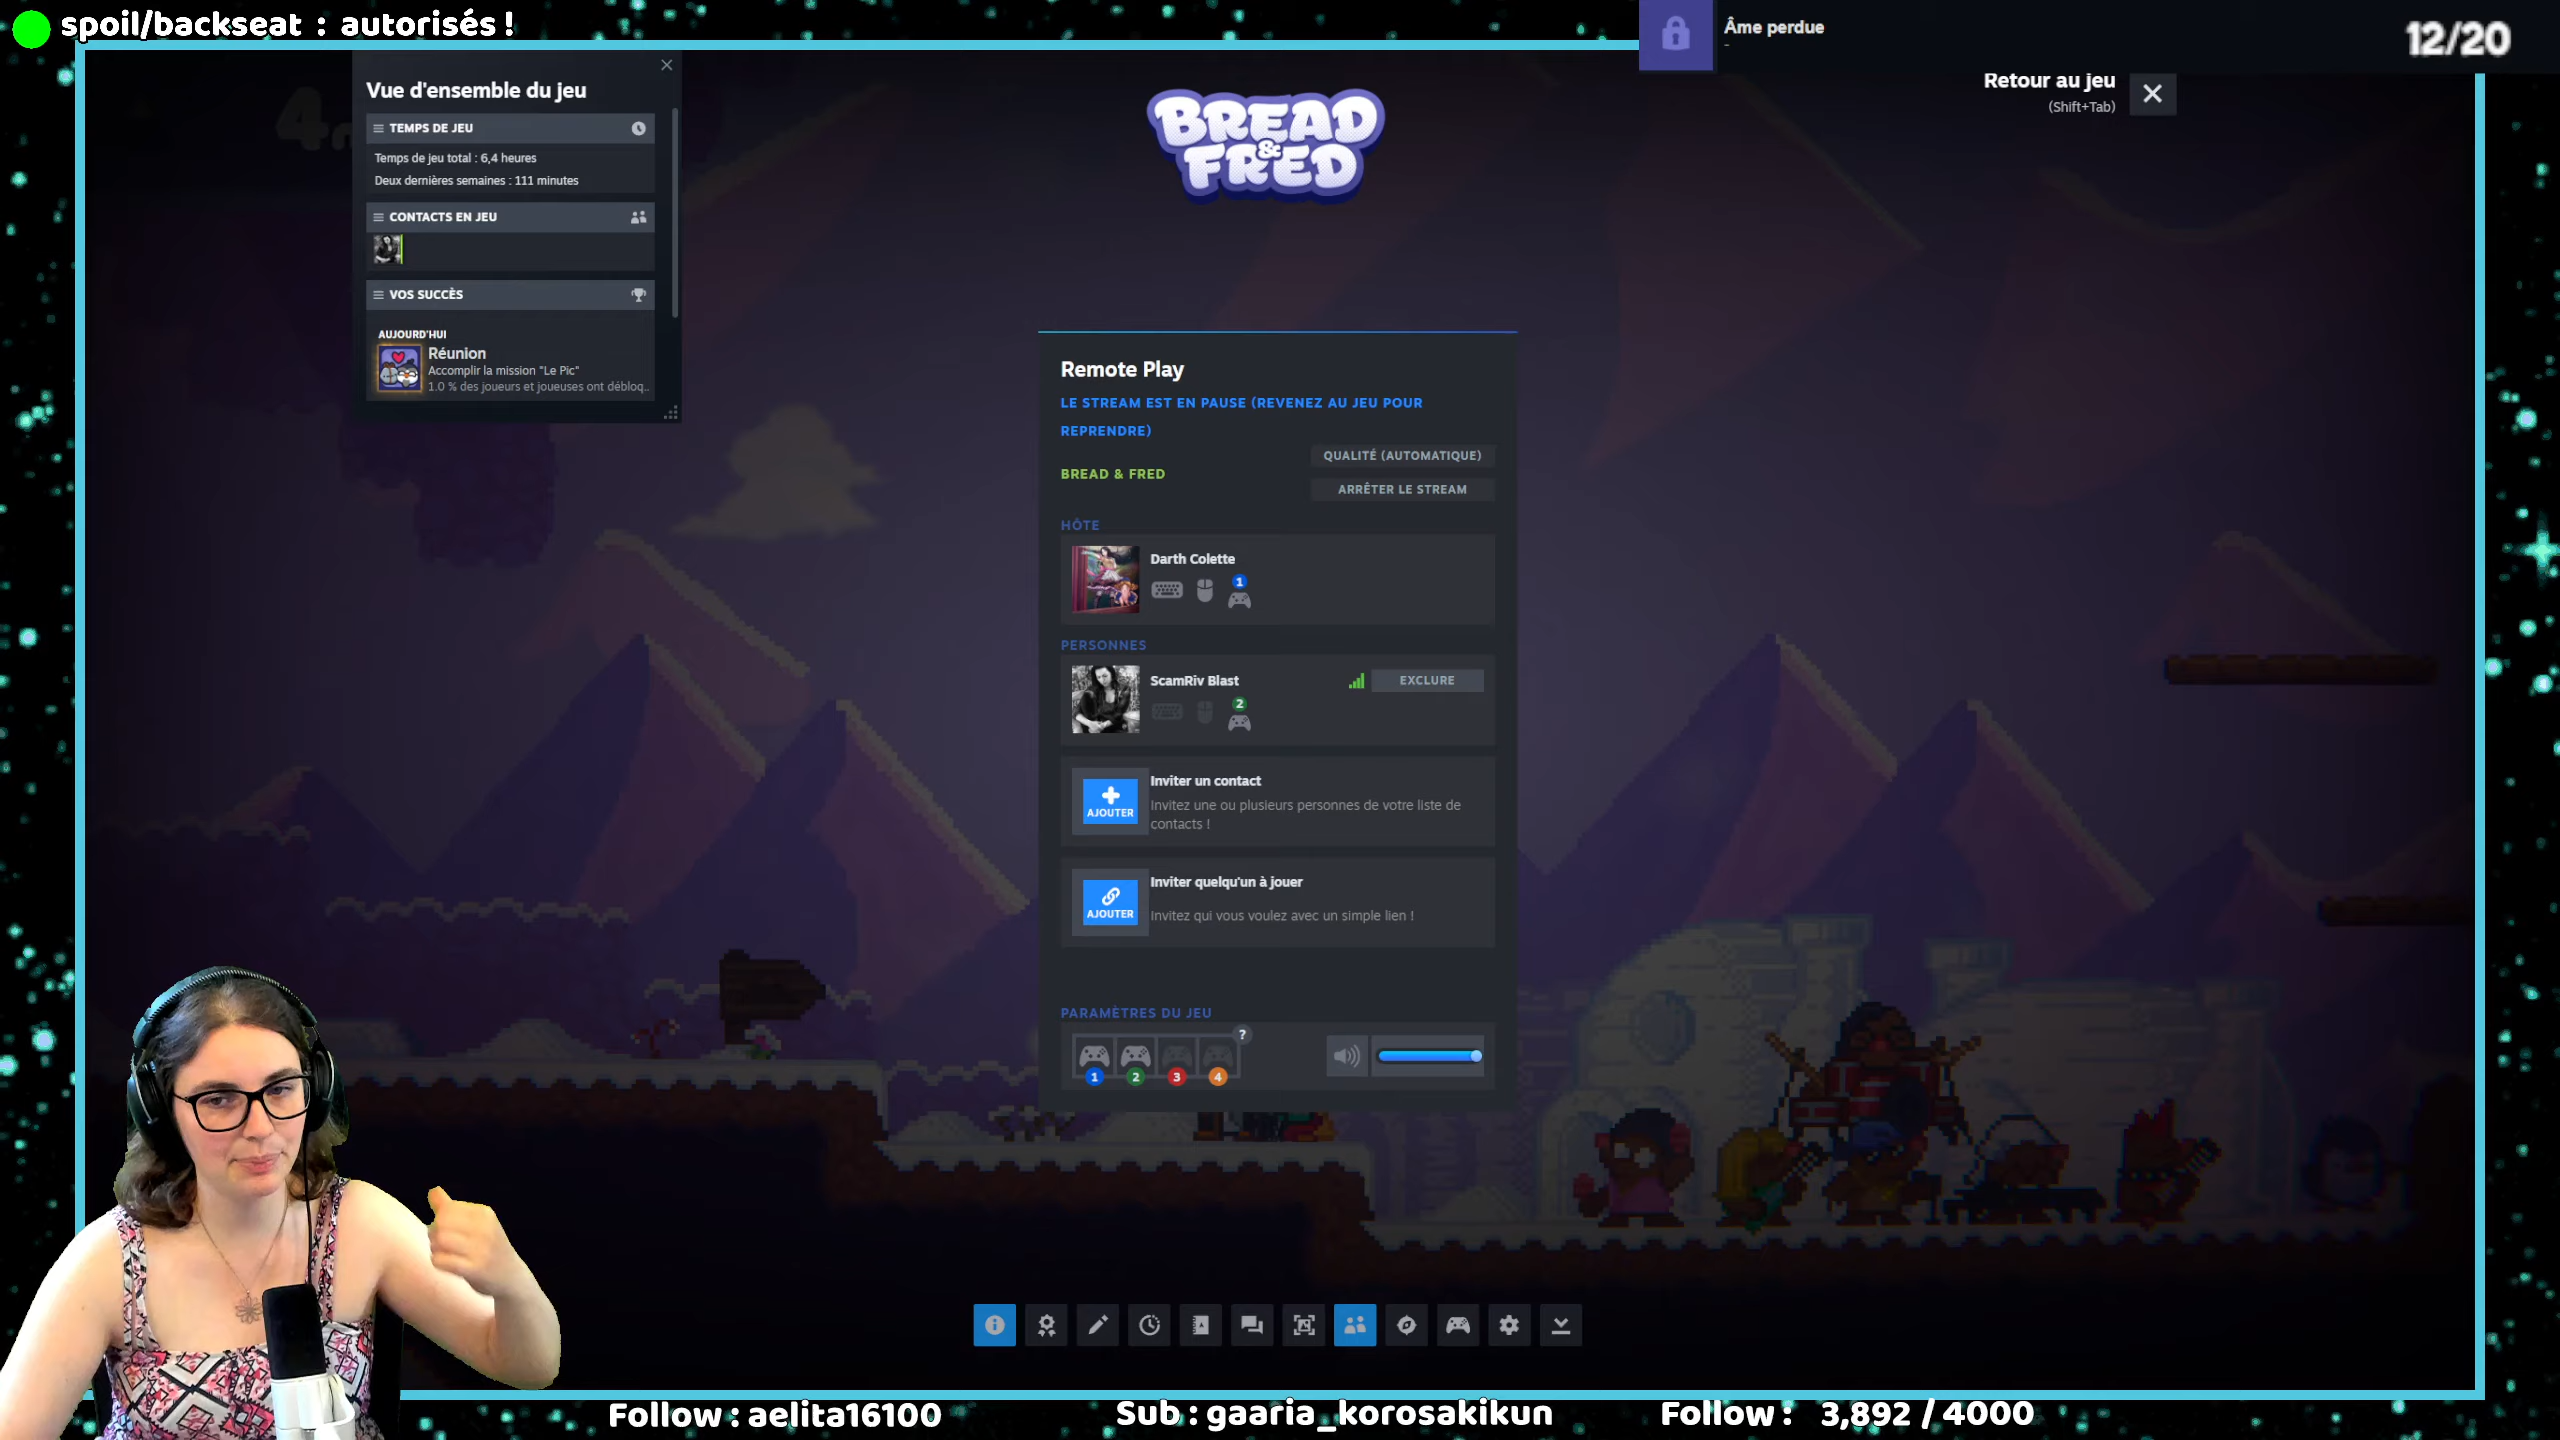 spoil/backseat : autorisés !
Âme perdue
-
12/20
Retour au jeu
(Shift+Tab)
Vue d'ensemble du jeu
TEMPS DE JEU
Temps de jeu total : 6,4 heures
Deux dernières semaines : 111 minutes
CONTACTS EN JEU
VOS SUCCÈS
AUJOURD'HUI
Réunion
Accomplir la mission "Le Pic"
1.0 % des joueurs et joueuses ont débloq...
BREAD
&
FRED
Remote Play
LE STREAM EST EN PAUSE (REVENEZ AU JEU POUR
REPRENDRE)
QUALITÉ (AUTOMATIQUE)
BREAD & FRED
ARRÊTER LE STREAM
HÔTE
Darth Colette
1
PERSONNES
ScamRiv Blast
EXCLURE
2
Inviter un contact
AJOUTER
Invitez une ou plusieurs personnes de votre liste de
contacts !
Inviter quelqu'un à jouer
AJOUTER
Invitez qui vous voulez avec un simple lien !
PARAMÈTRES DU JEU
?
1 2 3 4
Follow : aelita16100
Sub : gaaria_korosakikun
Follow : 3,892 / 4000